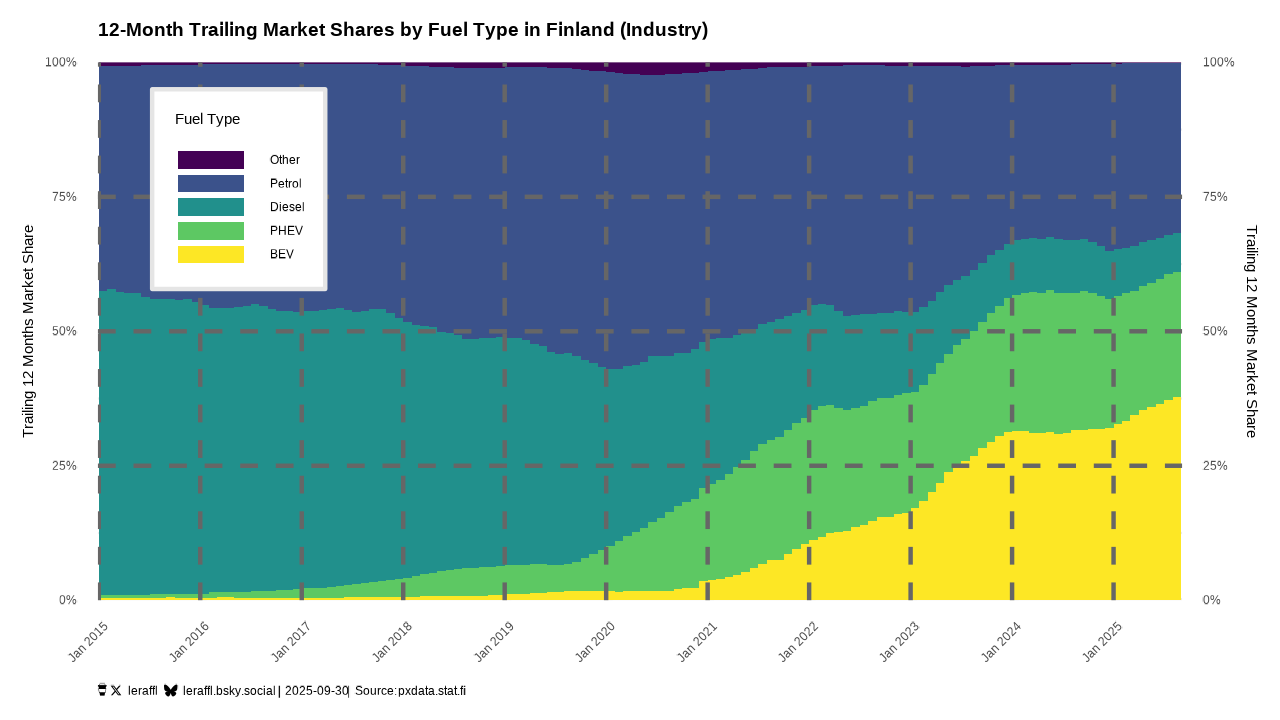 12-Month Trailing Market Shares by Fuel Type in Finland (Industry)
100%
75%
50%
25%
0%
100%
75%
50%
25%
0%
Trailing 12 Months Market Share
Trailing 12 Months Market Share
Fuel Type
Other
Petrol
Diesel
PHEV
BEV
Jan 2015
Jan 2016
Jan 2017
Jan 2018
Jan 2019
Jan 2020
Jan 2021
Jan 2022
Jan 2023
Jan 2024
Jan 2025
leraffl leraffl.bsky.social | 2025-09-30| Source:pxdata.stat.fi